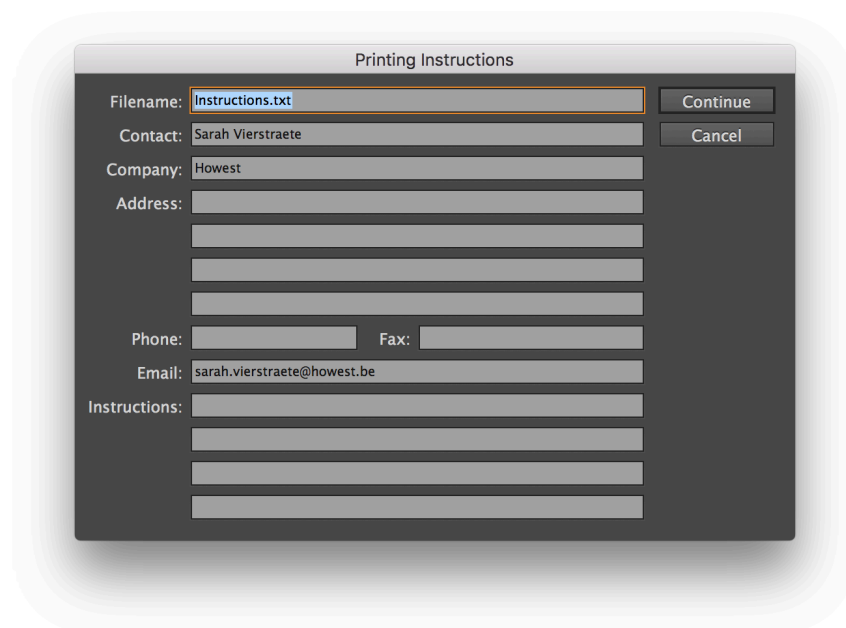 Printing Instructions
Filename: Instructions.txt Continue
Contact: Sarah Vierstraete Cancel
Company: Howest
Address:
Phone: Fax:
Email: sarah.vierstraete@howest.be
Instructions: